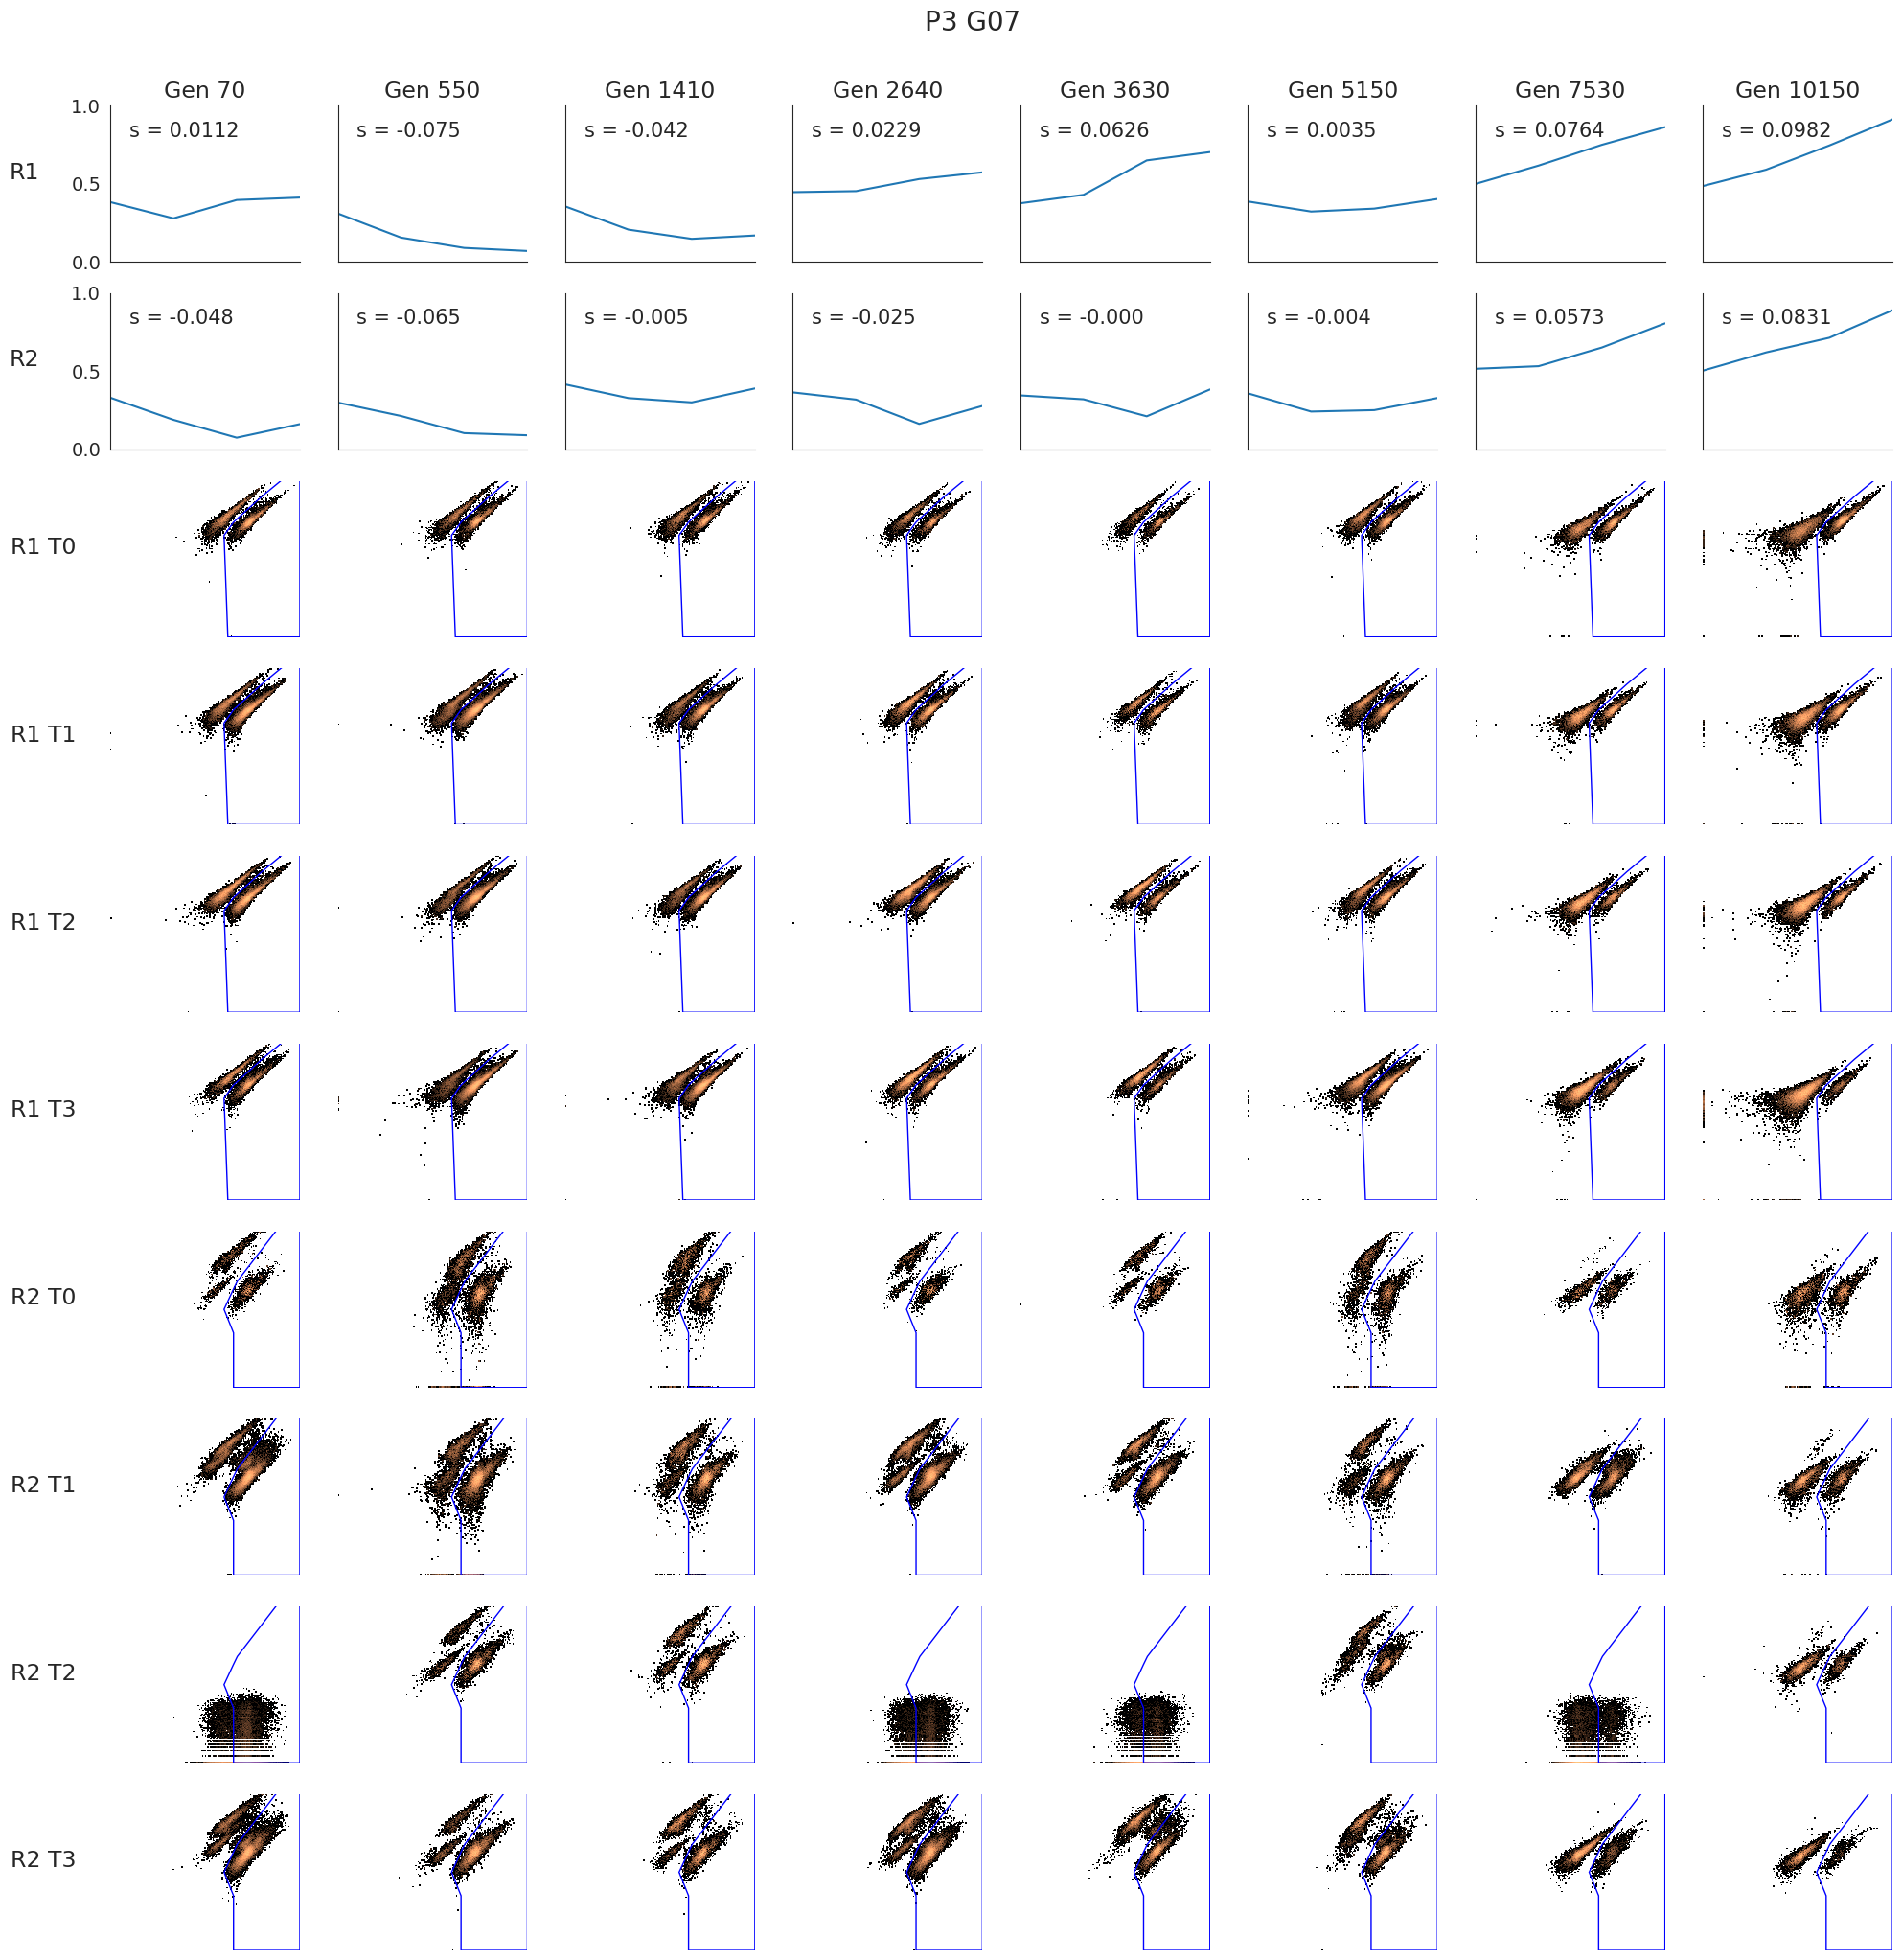 P3 G07
Gen 70 Gen 550 Gen 1410 Gen 2640 Gen 3630 Gen 5150 Gen 7530 Gen 10150
R1 1.0 0.5 0.0 s = 0.0112 s = -0.075 s = -0.042 s = 0.0229 s = 0.0626 s = 0.0035 s = 0.0764 s = 0.0982
R2 1.0 0.5 0.0 s = -0.048 s = -0.065 s = -0.005 s = -0.025 s = -0.000 s = -0.004 s = 0.0573 s = 0.0831
R1 T0
R1 T1
R1 T2
R1 T3
R2 T0
R2 T1
R2 T2
R2 T3